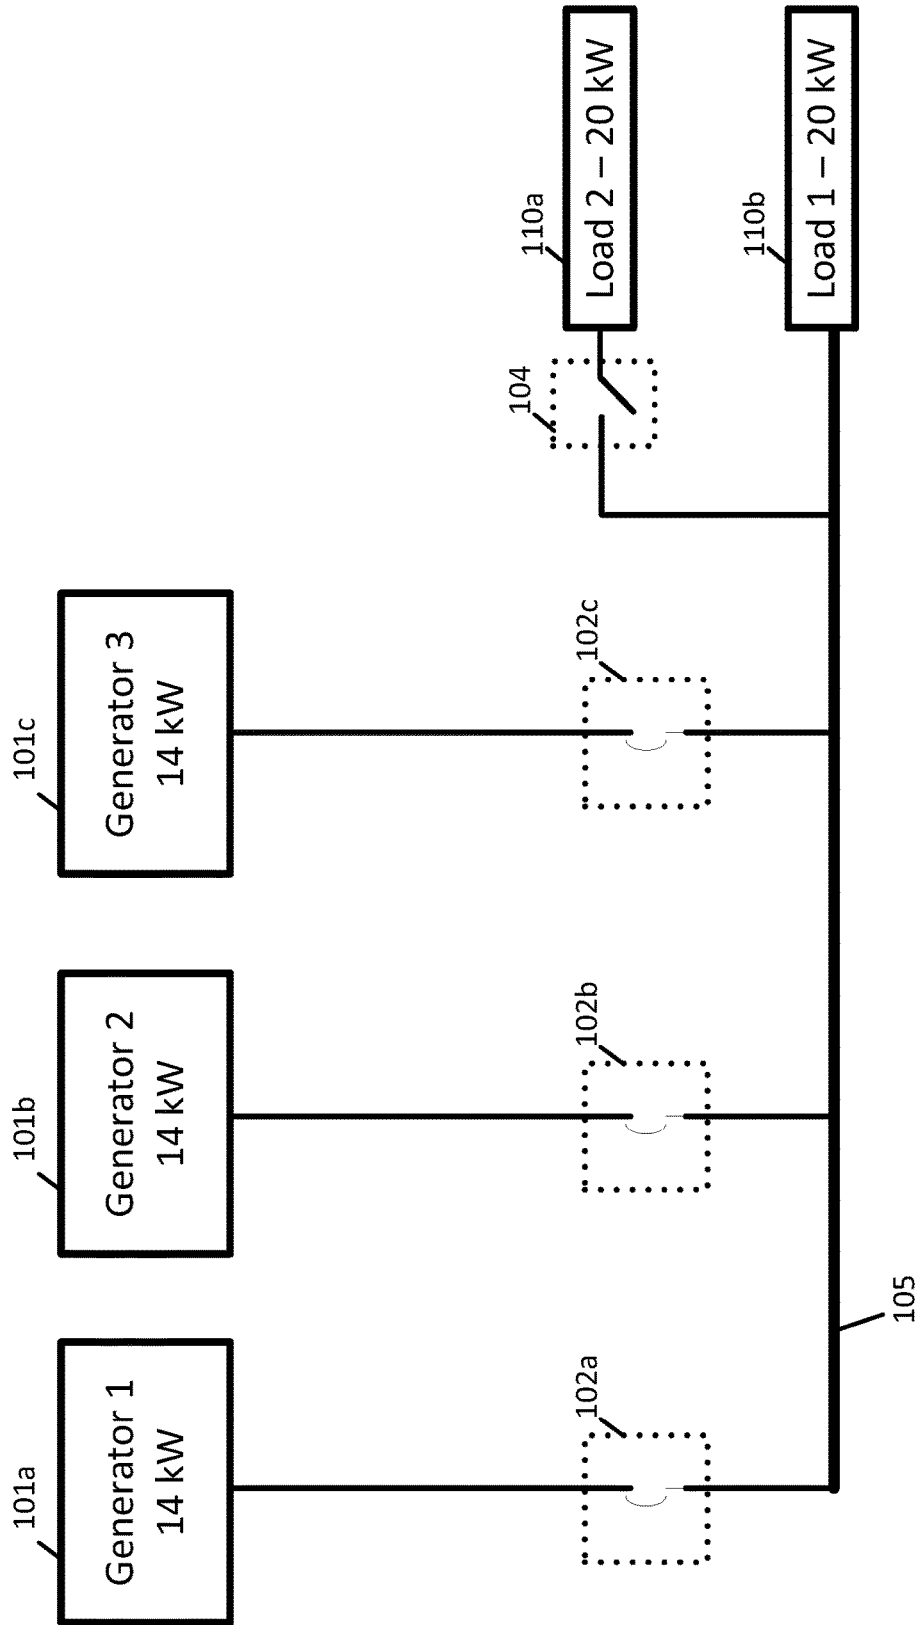 101a
Generator 1
14 kW
101b
Generator 2
14 kW
101c
Generator 3
14 kW
102a
102b
102c
104
110a
Load 2 – 20 kW
110b
Load 1 – 20 kW
105